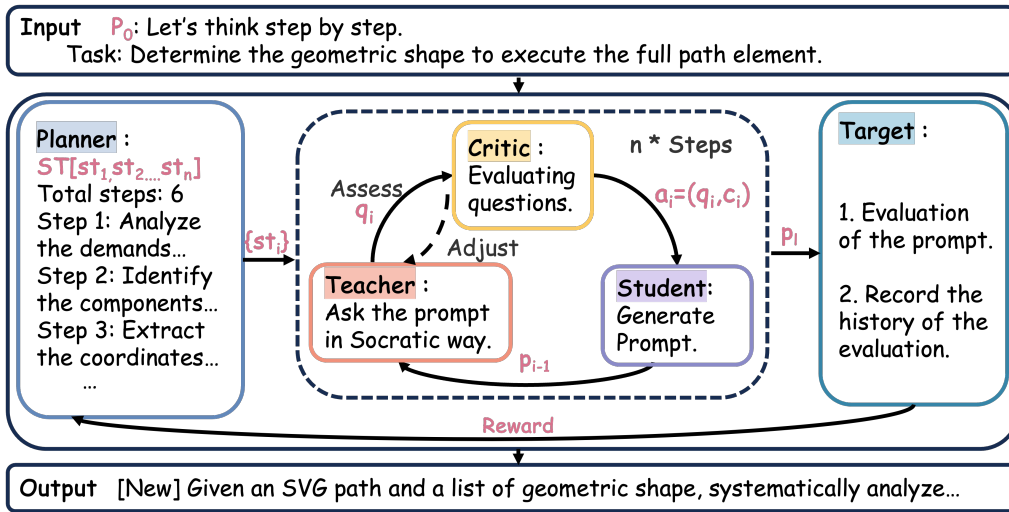 Input P₀: Let's think step by step.
Task: Determine the geometric shape to execute the full path element.
Planner :
ST[st₁,st₂....stₙ]
Total steps: 6
Step 1: Analyze
the demands...
Step 2: Identify
the components...
Step 3: Extract
the coordinates...
...
{stᵢ}
n * Steps
Critic :
Evaluating
questions.
Assess
qᵢ
Adjust
aᵢ=(qᵢ,cᵢ)
Teacher :
Ask the prompt
in Socratic way.
Student:
Generate
Prompt.
pᵢ₋₁
pₗ
Target :
1. Evaluation
of the prompt.
2. Record the
history of the
evaluation.
Reward
Output [New] Given an SVG path and a list of geometric shape, systematically analyze...